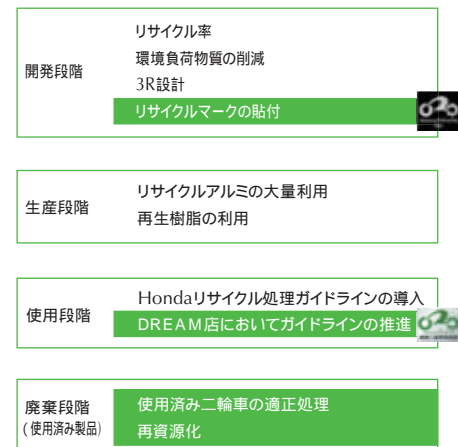 開発段階
リサイクル率
環境負荷物質の削減
3R設計
リサイクルマークの貼付
生産段階
リサイクルアルミの大量利用
再生樹脂の利用
使用段階
Hondaリサイクル処理ガイドラインの導入
DREAM店においてガイドラインの推進
廃棄段階
(使用済み製品)
使用済み二輪車の適正処理
再資源化